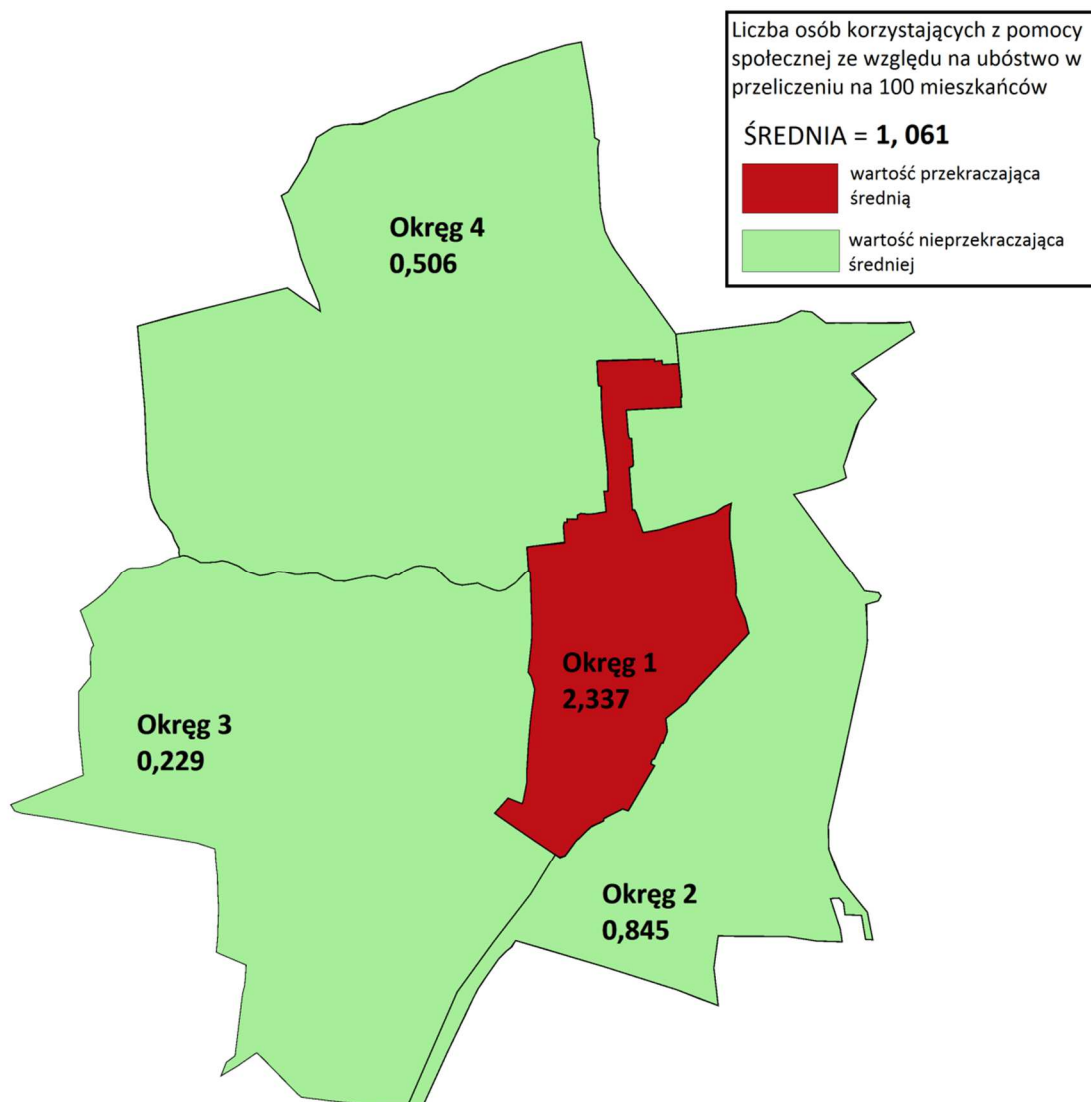 Liczba osób korzystających z pomocy
społecznej ze względu na ubóstwo w
przeliczeniu na 100 mieszkańców
ŚREDNIA = 1, 061
wartość przekraczająca
średnią
wartość nieprzekraczająca
średniej
Okręg 4
0,506
Okręg 1
2,337
Okręg 3
0,229
Okręg 2
0,845